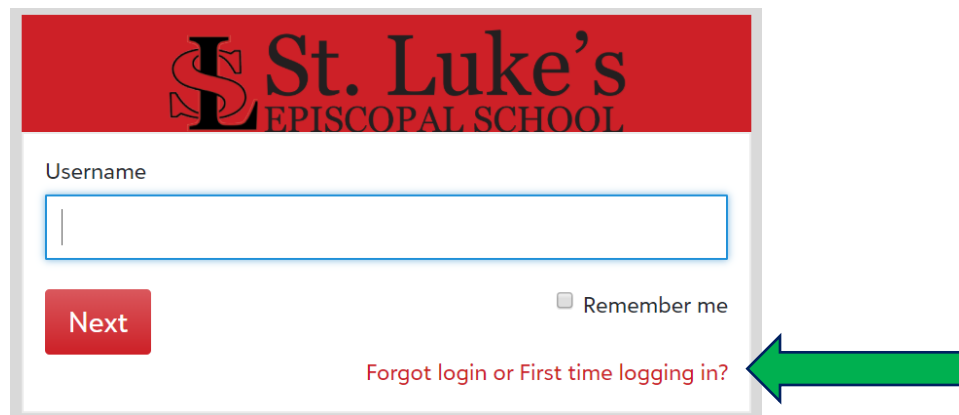 SL St. Luke's
EPISCOPAL SCHOOL
Username
Next
Remember me
Forgot login or First time logging in?